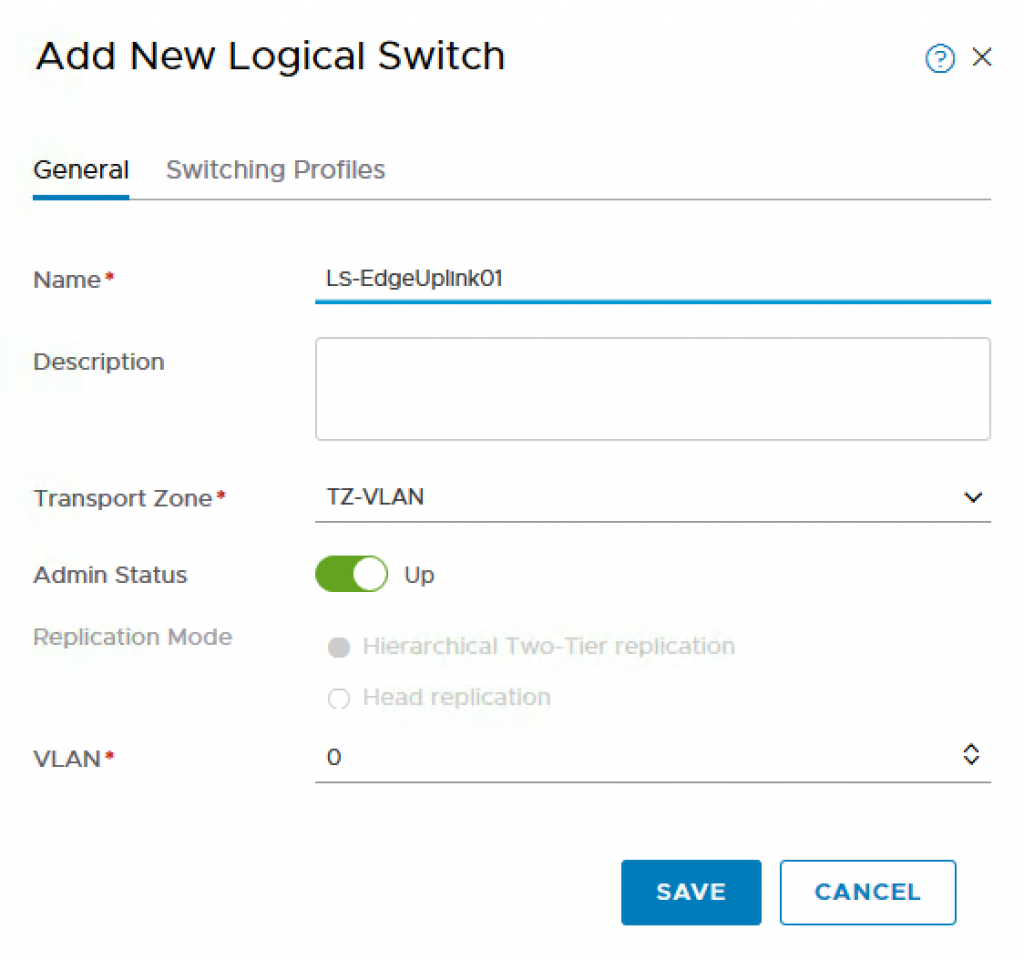 Add New Logical Switch
General Switching Profiles
Name* Ls-EdgeUplink01
Description
Transport Zone* TZ-VLAN
Admin Status Up
Replication Mode
Hierarchical Two-Tier replication
Head replication
VLAN* 0
SAVE CANCEL